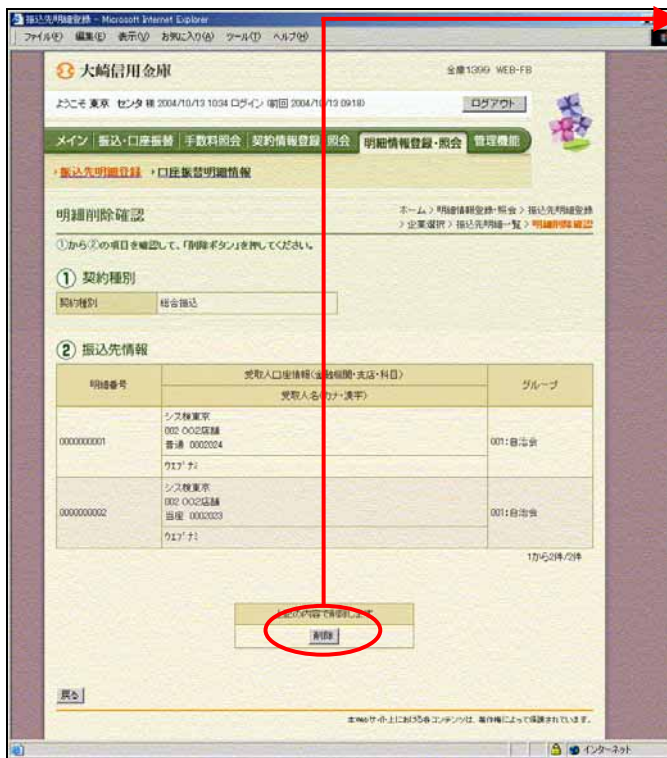 振込先明細登録 - Microsoft Internet Explorer
ファイル(F) 編集(E) 表示(V) お気に入り(A) ツール(T) ヘルプ(H)
大崎信用金庫
金庫1399 WEB-FB
ようこそ 東京 センタ 様 2004/10/13 1034 ログイン (前回 2004/10/13 0918)
ログアウト
メイン 振込・口座振替 手数料照会 契約情報登録 照会 明細情報登録・照会 管理機能
振込先明細登録 口座振替明細情報
明細削除確認
ホーム > 明細情報登録・照会 > 振込先明細登録
> 企業選択 > 振込先明細一覧 > 明細削除確認
①から②の項目を確認して、「削除ボタン」を押してください。
① 契約種別
契約種別 総合振込
② 振込先情報
明細番号 受取人口座情報(金融機関・支店・科目) グループ
受取人名(カナ・漢字)
シス検東京
002 002店舗
0000000001 普通 0002024 001:自治会
ウエブナミ
シス検東京
002 002店舗
0000000002 当座 0002023 001:自治会
ウエブナミ
1から2件/2件
上記の内容で削除します
削除
戻る
本Webサイト上における各コンテンツは、著作権によって保護されています。
インターネット